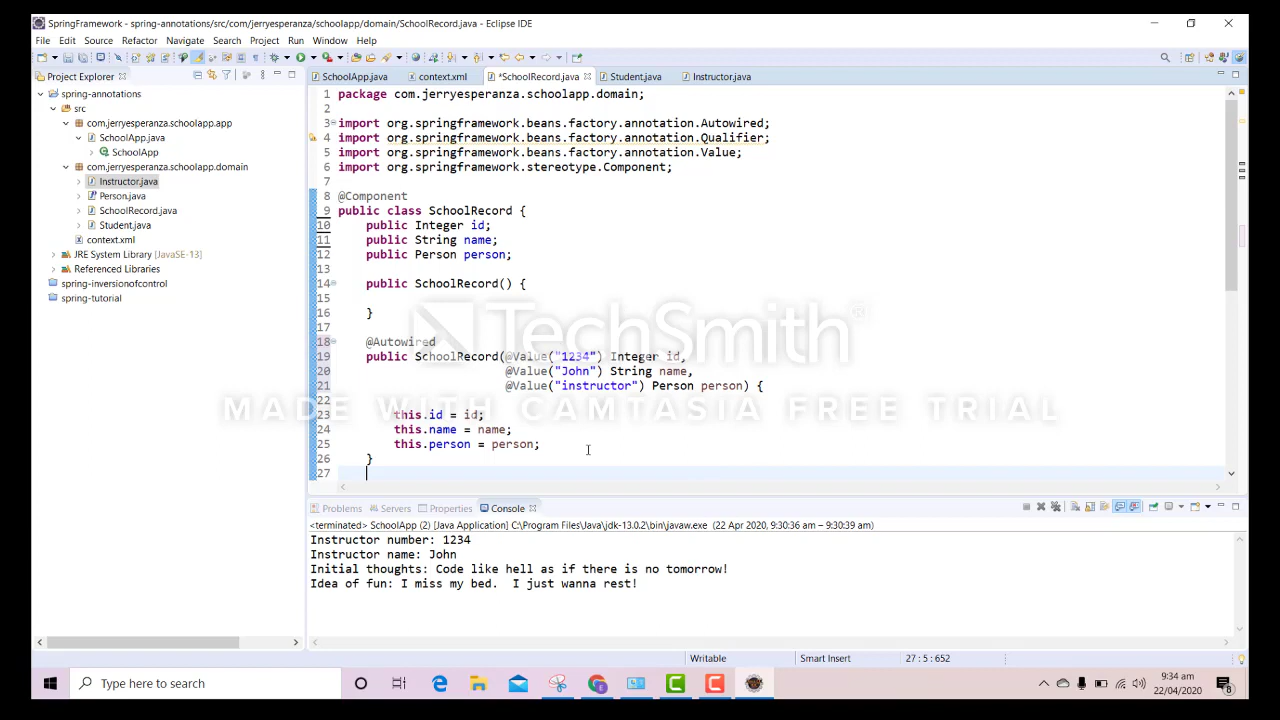 SpringFramework - spring-annotations/src/com/jerryesperanza/schoolapp/domain/SchoolRecord.java - Eclipse IDE
File Edit Source Refactor Navigate Search Project Run Window Help
Project Explorer
spring-annotations
src
com.jerryesperanza.schoolapp.app
SchoolApp.java
SchoolApp
com.jerryesperanza.schoolapp.domain
Instructor.java
Person.java
SchoolRecord.java
Student.java
context.xml
JRE System Library [JavaSE-13]
Referenced Libraries
spring-inversionofcontrol
spring-tutorial
SchoolApp.java context.xml *SchoolRecord.java Student.java Instructor.java
1 package com.jerryesperanza.schoolapp.domain;
2
3 import org.springframework.beans.factory.annotation.Autowired;
4 import org.springframework.beans.factory.annotation.Qualifier;
5 import org.springframework.beans.factory.annotation.Value;
6 import org.springframework.stereotype.Component;
7
8 @Component
9 public class SchoolRecord {
10 public Integer id;
11 public String name;
12 public Person person;
13
14 public SchoolRecord() {
15
16 }
17
18 @Autowired
19 public SchoolRecord(@Value("1234") Integer id,
20 @Value("John") String name,
21 @Value("instructor") Person person) {
22
23 this.id = id;
24 this.name = name;
25 this.person = person;
26 }
27
TechSmith®
MADE WITH CAMTASIA FREE TRIAL
Problems Servers Properties Console
<terminated> SchoolApp (2) [Java Application] C:\Program Files\Java\jdk-13.0.2\bin\javaw.exe (22 Apr 2020, 9:30:36 am – 9:30:39 am)
Instructor number: 1234
Instructor name: John
Initial thoughts: Code like hell as if there is no tomorrow!
Idea of fun: I miss my bed.  I just wanna rest!
Writable Smart Insert 27 : 5 : 652
Type here to search
9:34 am
22/04/2020
8